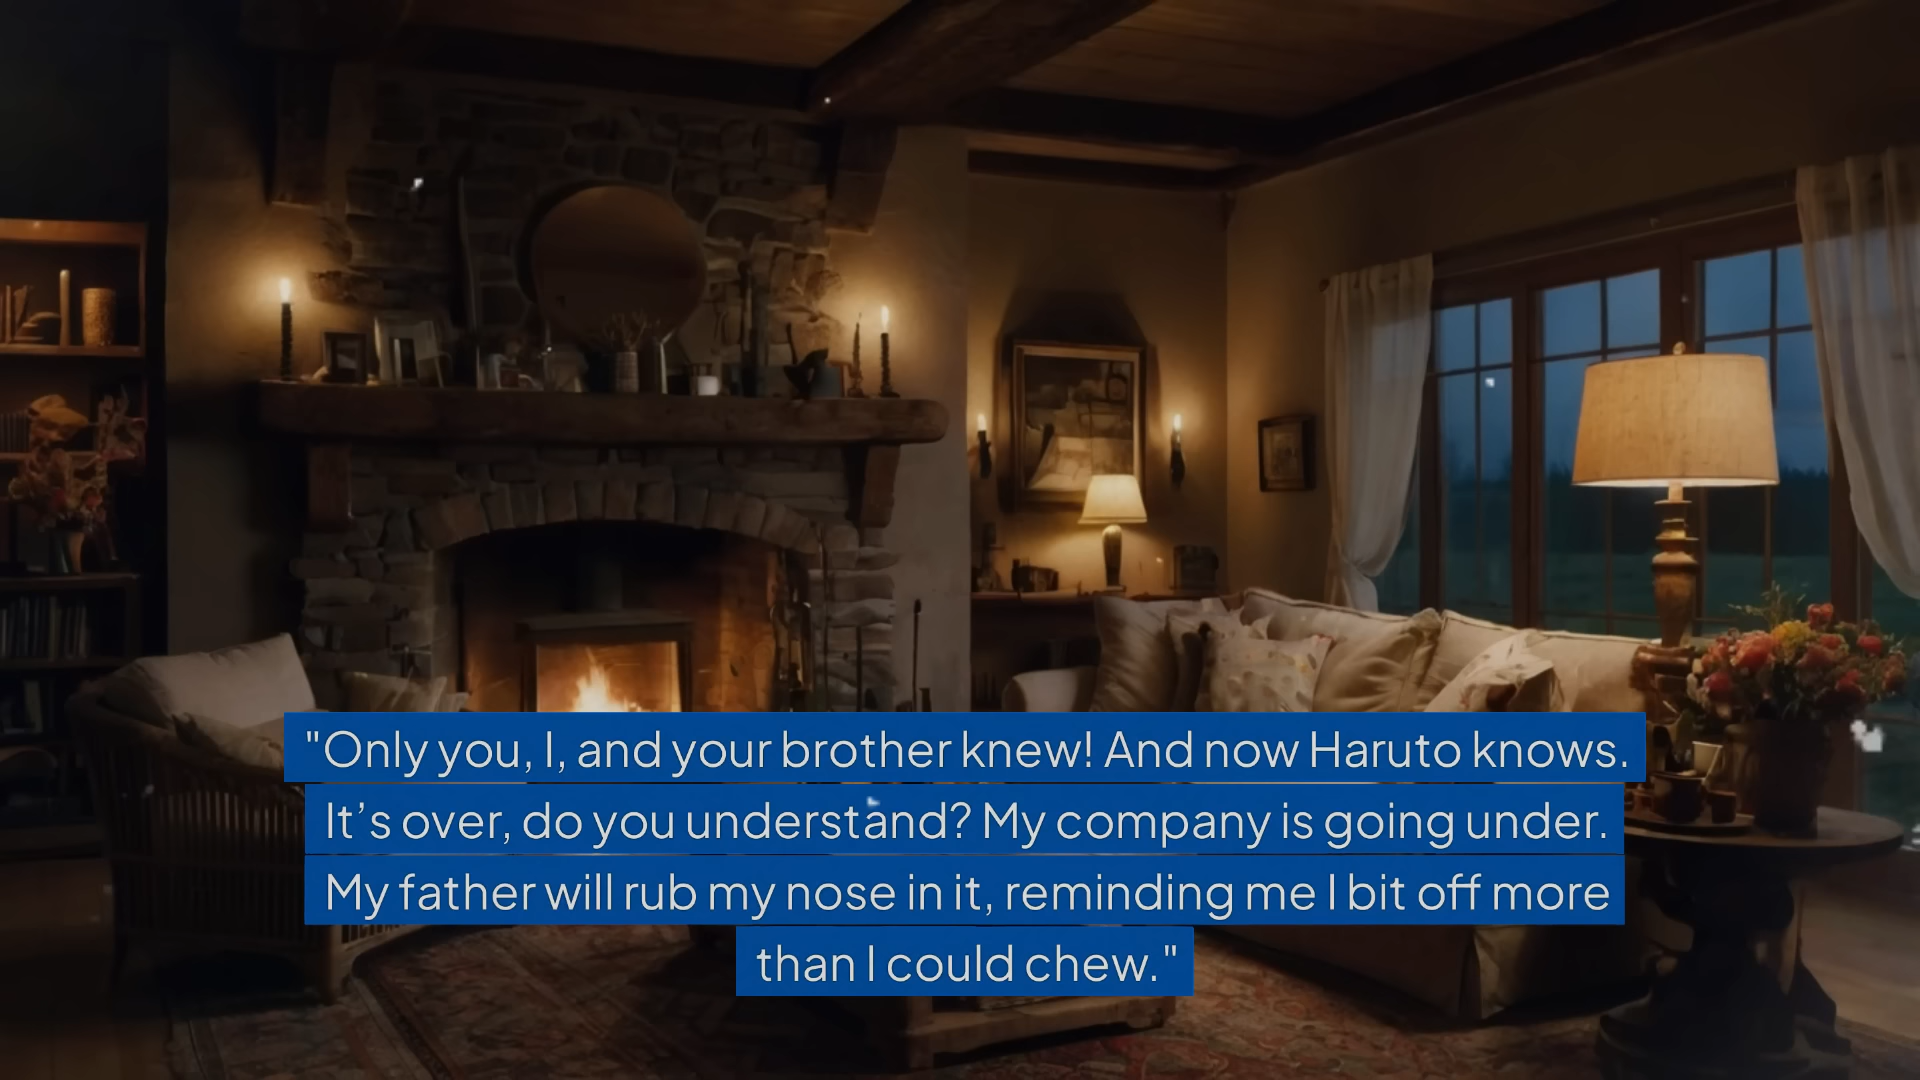 "Only you, I, and your brother knew! And now Haruto knows.
It’s over, do you understand? My company is going under.
My father will rub my nose in it, reminding me I bit off more
than I could chew."